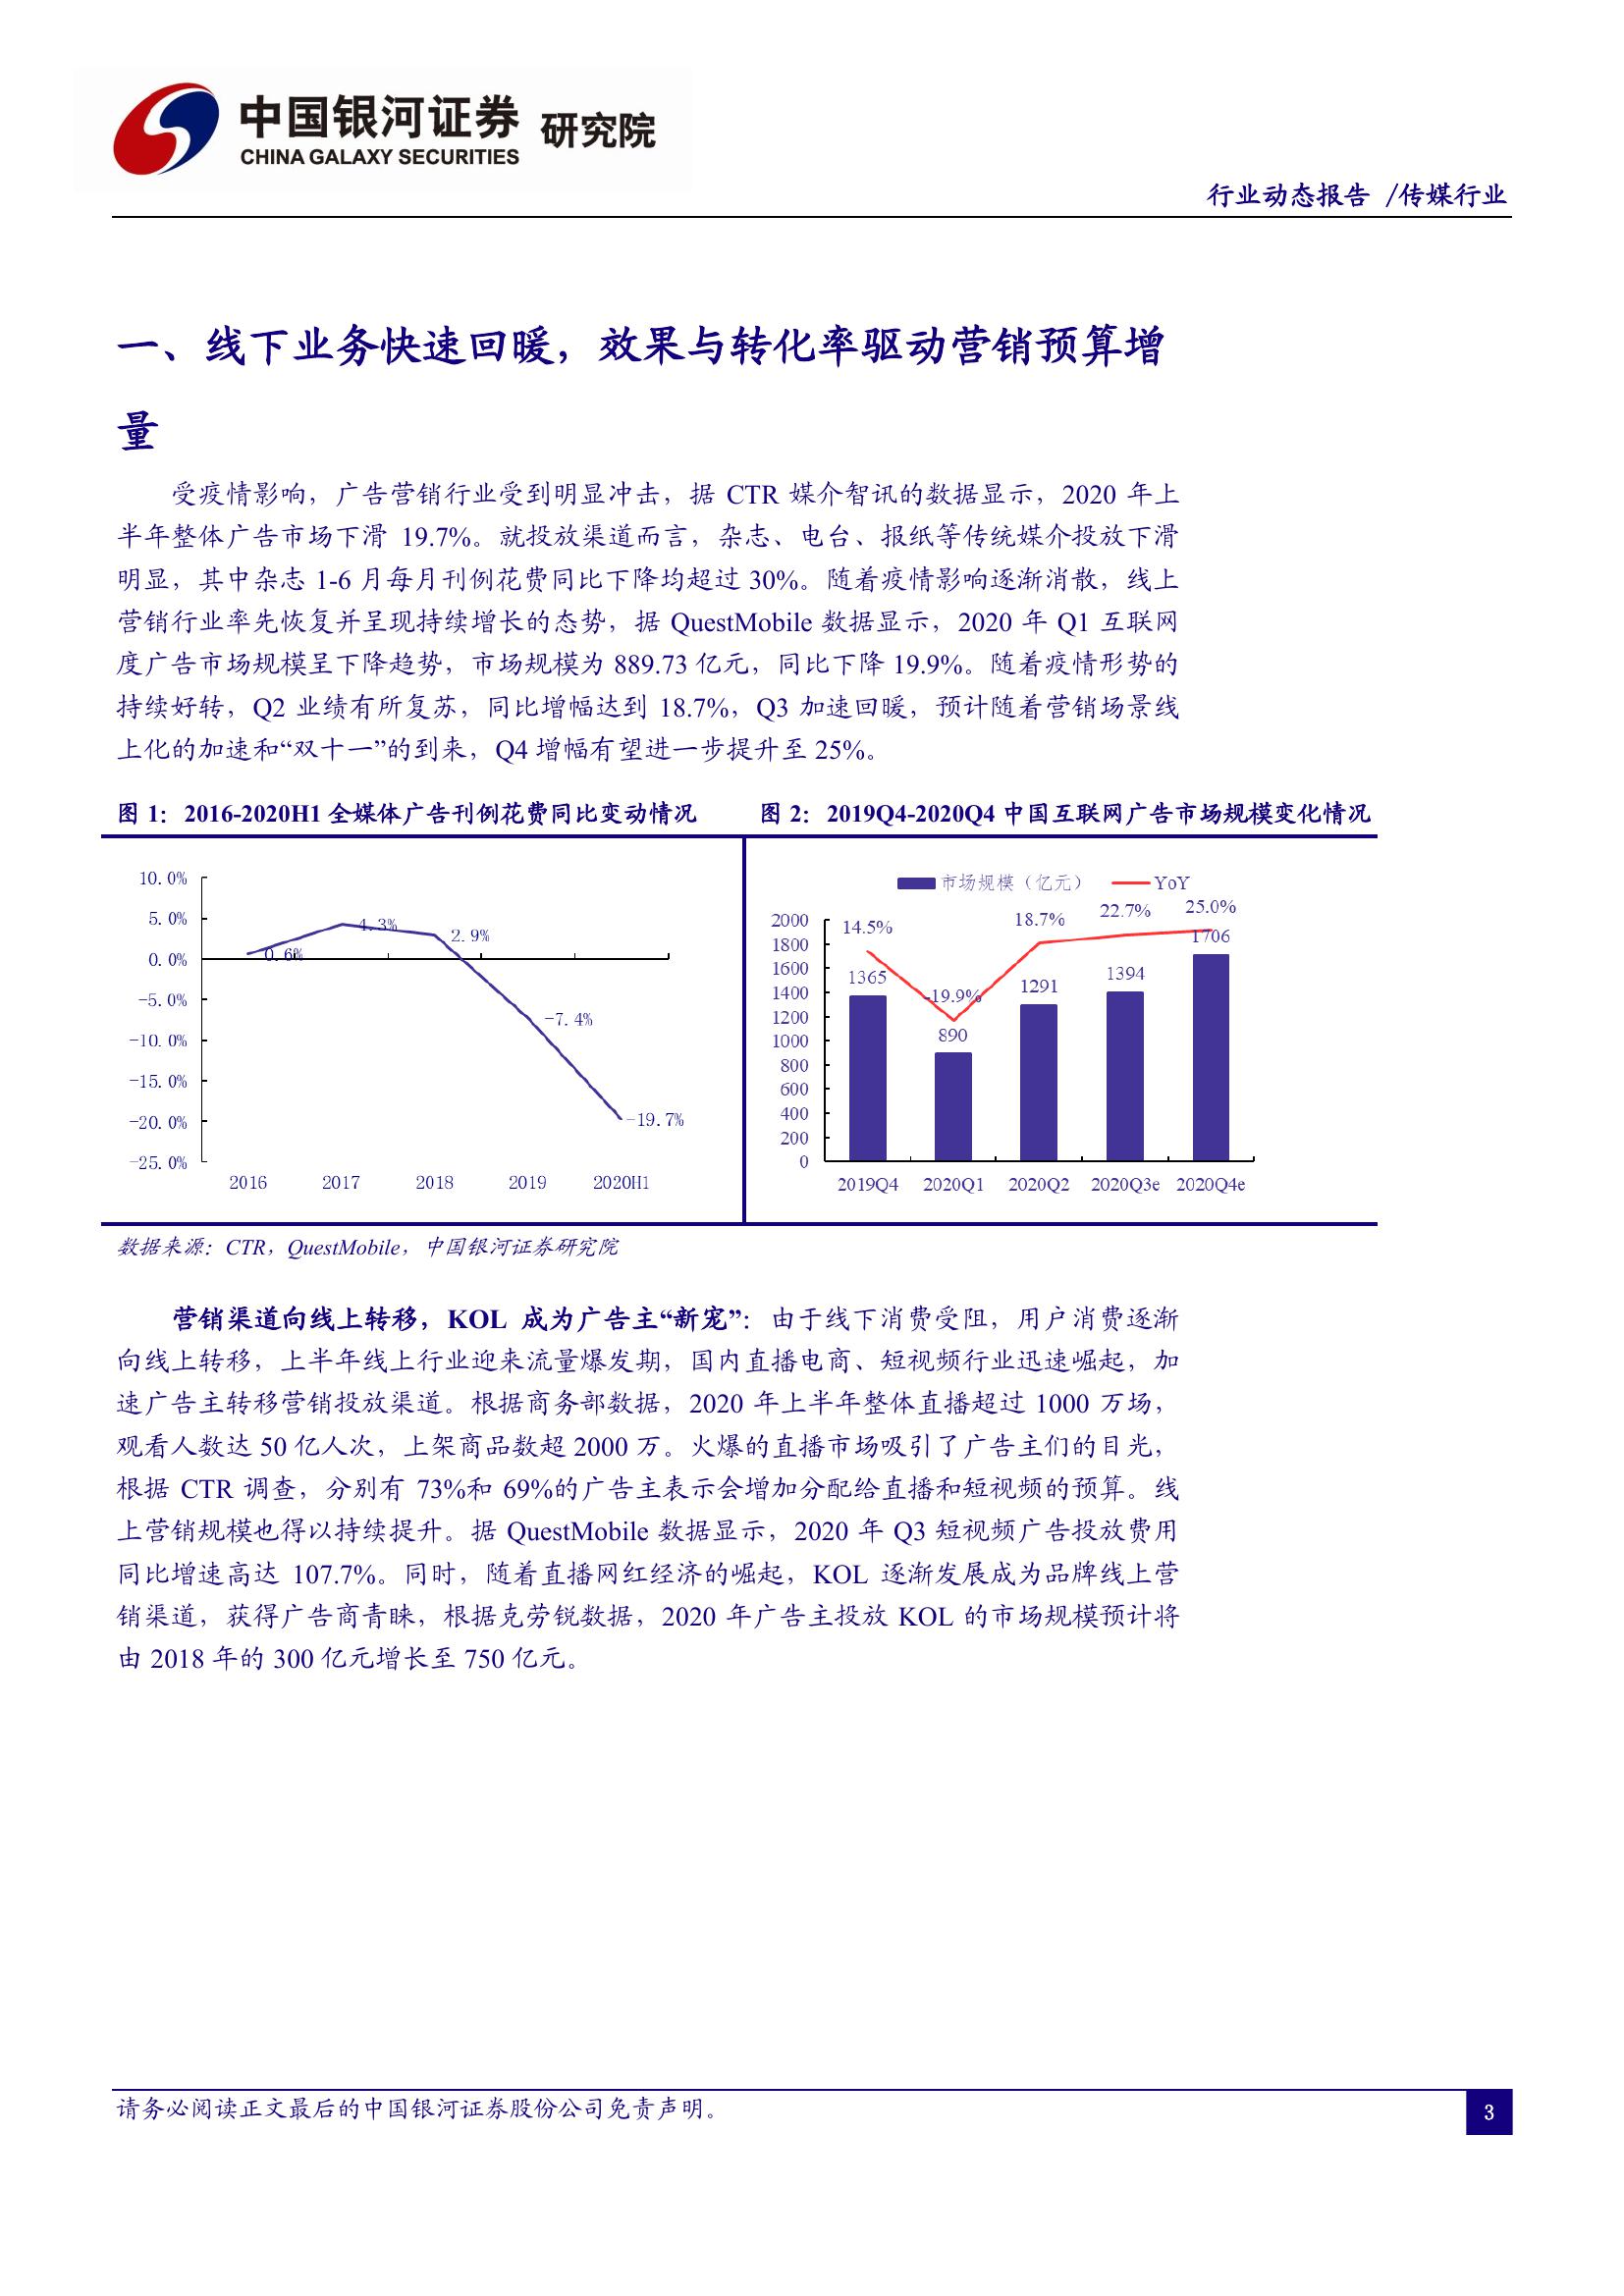 中国银河证券 研究院
CHINA GALAXY SECURITIES
行业动态报告 /传媒行业
一、线下业务快速回暖，效果与转化率驱动营销预算增
量
受疫情影响，广告营销行业受到明显冲击，据 CTR 媒介智讯的数据显示，2020 年上
半年整体广告市场下滑 19.7%。就投放渠道而言，杂志、电台、报纸等传统媒介投放下滑
明显，其中杂志 1-6 月每月刊例花费同比下降均超过 30%。随着疫情影响逐渐消散，线上
营销行业率先恢复并呈现持续增长的态势，据 QuestMobile 数据显示，2020 年 Q1 互联网
度广告市场规模呈下降趋势，市场规模为 889.73 亿元，同比下降 19.9%。随着疫情形势的
持续好转，Q2 业绩有所复苏，同比增幅达到 18.7%，Q3 加速回暖，预计随着营销场景线
上化的加速和“双十一”的到来，Q4 增幅有望进一步提升至 25%。
图 1：2016-2020H1 全媒体广告刊例花费同比变动情况
10.0%
5.0%
0.0%
-5.0%
-10.0%
-15.0%
-20.0%
-25.0%
0.6%
4.3%
2.9%
-7.4%
-19.7%
2016 2017 2018 2019 2020H1
图 2：2019Q4-2020Q4 中国互联网广告市场规模变化情况
市场规模（亿元） YoY
2000
1800
1600
1400
1200
1000
800
600
400
200
0
14.5% -19.9% 18.7% 22.7% 25.0%
1365 890 1291 1394 1706
2019Q4 2020Q1 2020Q2 2020Q3e 2020Q4e
数据来源：CTR，QuestMobile，中国银河证券研究院
营销渠道向线上转移，KOL 成为广告主“新宠”：由于线下消费受阻，用户消费逐渐
向线上转移，上半年线上行业迎来流量爆发期，国内直播电商、短视频行业迅速崛起，加
速广告主转移营销投放渠道。根据商务部数据，2020 年上半年整体直播超过 1000 万场，
观看人数达 50 亿人次，上架商品数超 2000 万。火爆的直播市场吸引了广告主们的目光，
根据 CTR 调查，分别有 73%和 69%的广告主表示会增加分配给直播和短视频的预算。线
上营销规模也得以持续提升。据 QuestMobile 数据显示，2020 年 Q3 短视频广告投放费用
同比增速高达 107.7%。同时，随着直播网红经济的崛起，KOL 逐渐发展成为品牌线上营
销渠道，获得广告商青睐，根据克劳锐数据，2020 年广告主投放 KOL 的市场规模预计将
由 2018 年的 300 亿元增长至 750 亿元。
请务必阅读正文最后的中国银河证券股份公司免责声明。
3